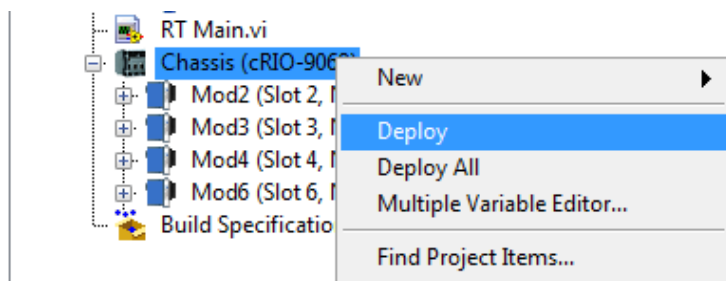 RT Main.vi
Chassis (cRIO-906
New
Mod2 (Slot 2,
Deploy
Mod3 (Slot 3,
Deploy All
Mod4 (Slot 4,
Multiple Variable Editor...
Mod6 (Slot 6,
Build Specificatio
Find Project Items...